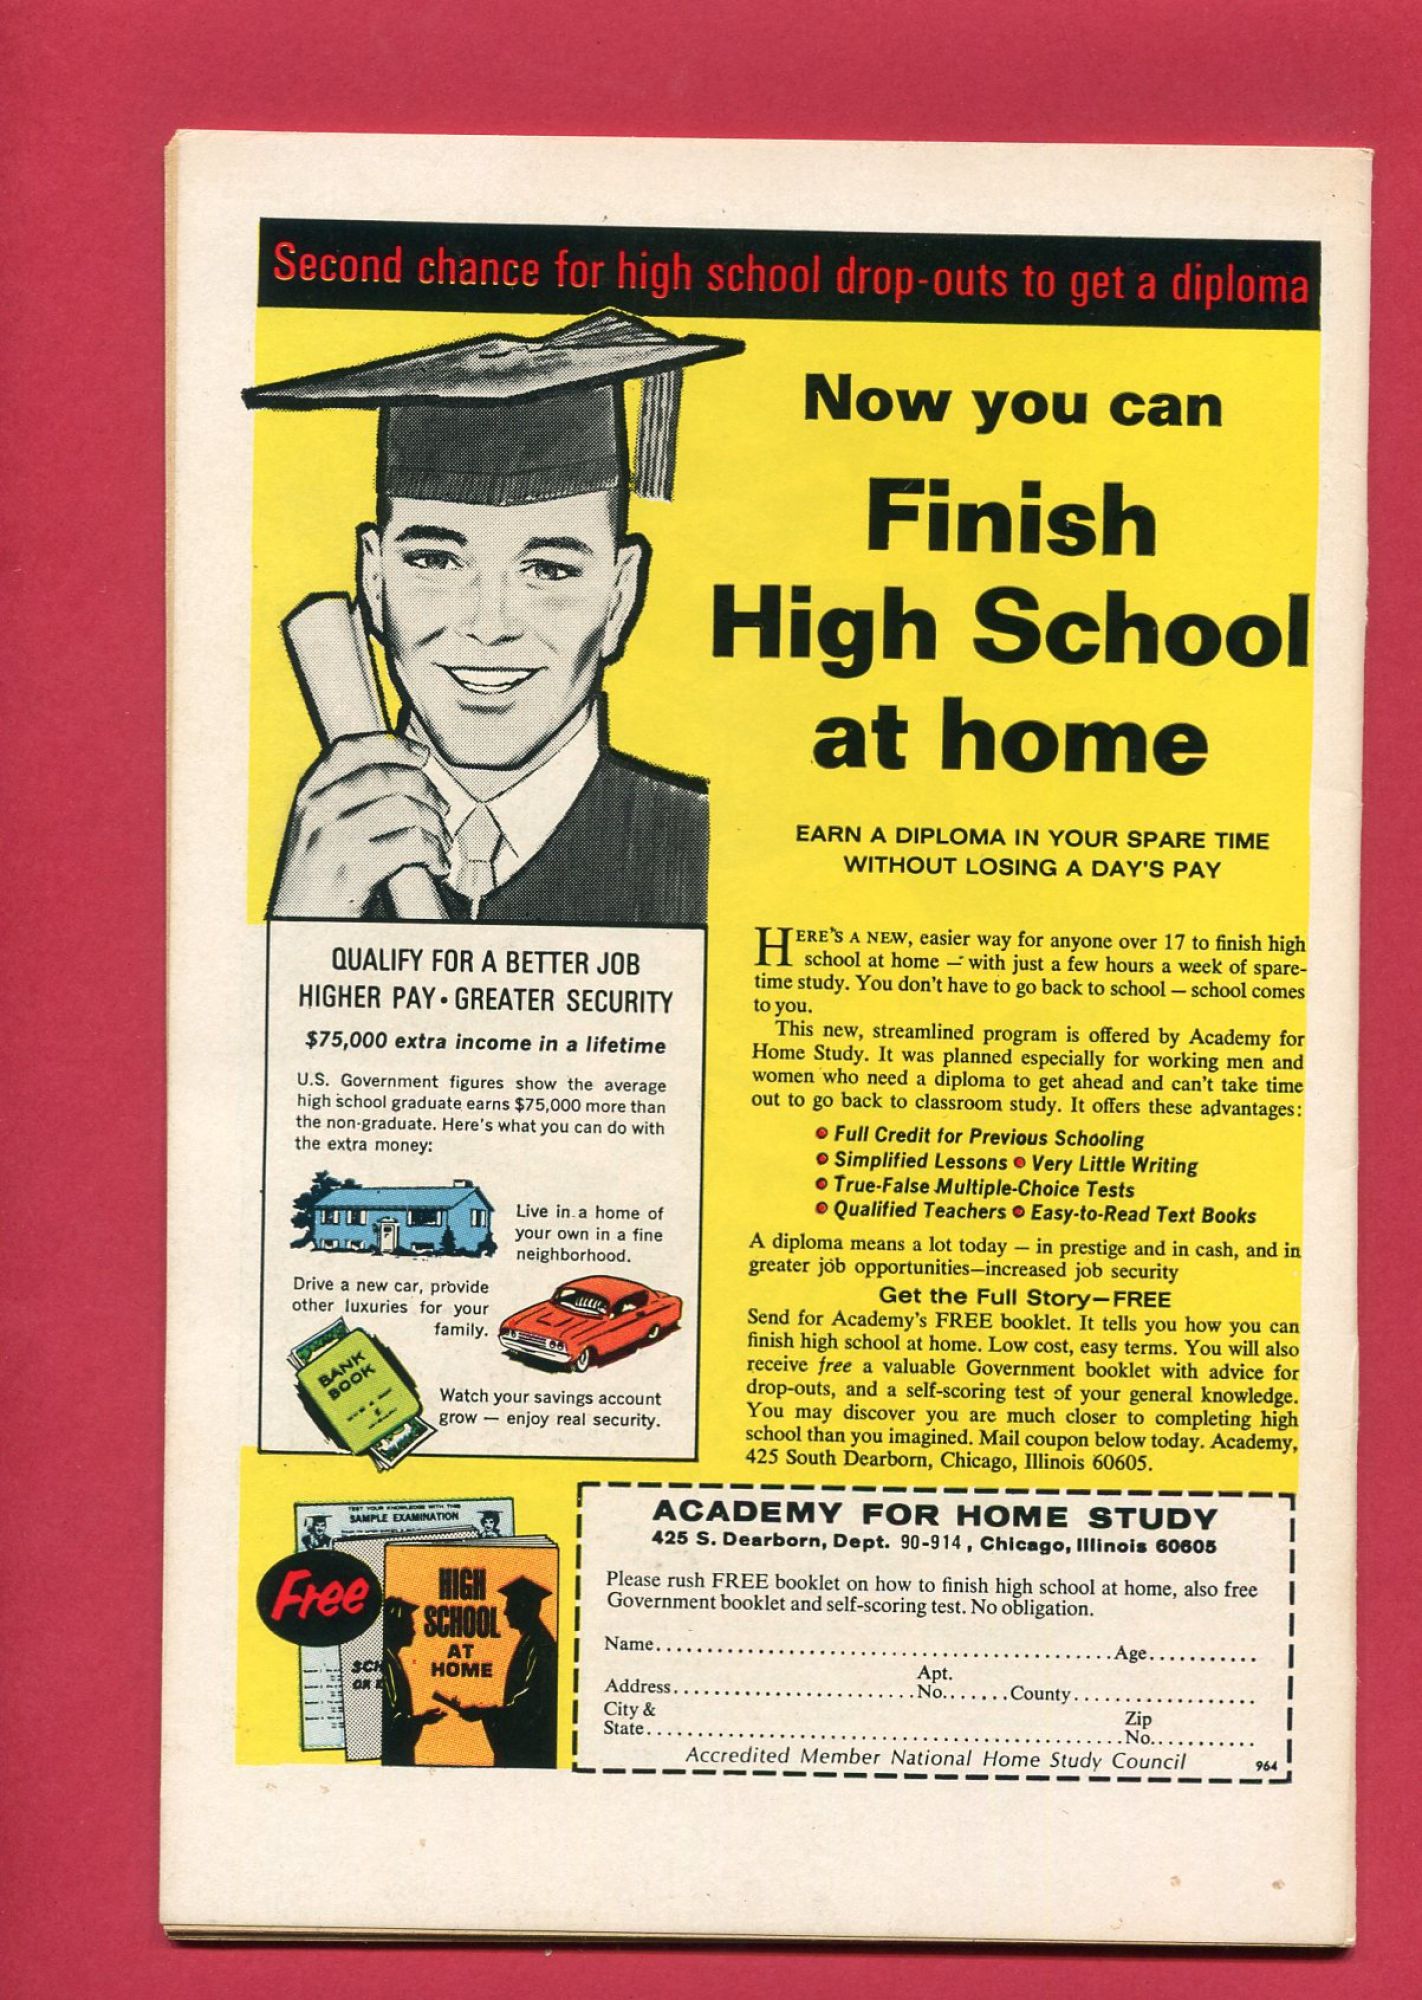 Second chance for high school drop-outs to get a diploma
Now you can
Finish
High School
at home
EARN A DIPLOMA IN YOUR SPARE TIME
WITHOUT LOSING A DAY'S PAY
HERE'S A NEW, easier way for anyone over 17 to finish high
school at home — with just a few hours a week of spare-
time study. You don't have to go back to school — school comes
to you.
This new, streamlined program is offered by Academy for
Home Study. It was planned especially for working men and
women who need a diploma to get ahead and can't take time
out to go back to classroom study. It offers these advantages:
• Full Credit for Previous Schooling
• Simplified Lessons • Very Little Writing
• True-False Multiple-Choice Tests
• Qualified Teachers • Easy-to-Read Text Books
A diploma means a lot today — in prestige and in cash, and in
greater job opportunities—increased job security
Get the Full Story—FREE
Send for Academy's FREE booklet. It tells you how you can
finish high school at home. Low cost, easy terms. You will also
receive free a valuable Government booklet with advice for
drop-outs, and a self-scoring test of your general knowledge.
You may discover you are much closer to completing high
school than you imagined. Mail coupon below today. Academy,
425 South Dearborn, Chicago, Illinois 60605.
QUALIFY FOR A BETTER JOB
HIGHER PAY • GREATER SECURITY
$75,000 extra income in a lifetime
U.S. Government figures show the average
high school graduate earns $75,000 more than
the non-graduate. Here's what you can do with
the extra money:
Live in a home of
your own in a fine
neighborhood.
Drive a new car, provide
other luxuries for your
family.
BANK
BOOK
Watch your savings account
grow — enjoy real security.
TEST YOUR KNOWLEDGE WITH THIS
SAMPLE EXAMINATION
Free
HIGH
SCHOOL
AT
HOME
ACADEMY FOR HOME STUDY
425 S. Dearborn, Dept. 90-914, Chicago, Illinois 60605
Please rush FREE booklet on how to finish high school at home, also free
Government booklet and self-scoring test. No obligation.
Name............................................Age...........
Apt.
Address........................No.......County..................
City &
Zip
State..............................................No...........
Accredited Member National Home Study Council
964